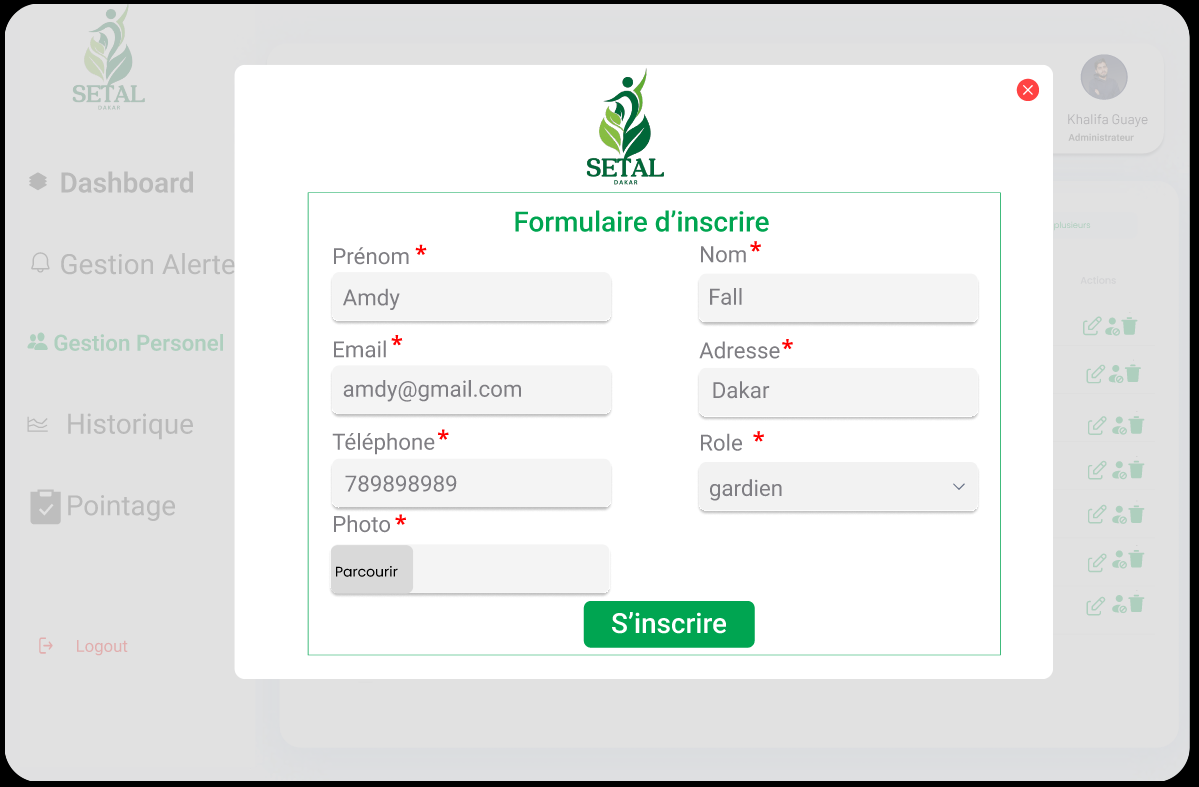 SETAL
DAKAR
Dashboard
Gestion Alerte
Gestion Personel
Historique
Pointage
Logout
Khalifa Guaye
Administrateur
plusieurs
Actions
SETAL
DAKAR
Formulaire d’inscrire
Prénom *
Nom *
Amdy
Fall
Email *
Adresse *
amdy@gmail.com
Dakar
Téléphone *
Role *
789898989
gardien
Photo *
Parcourir
S’inscrire